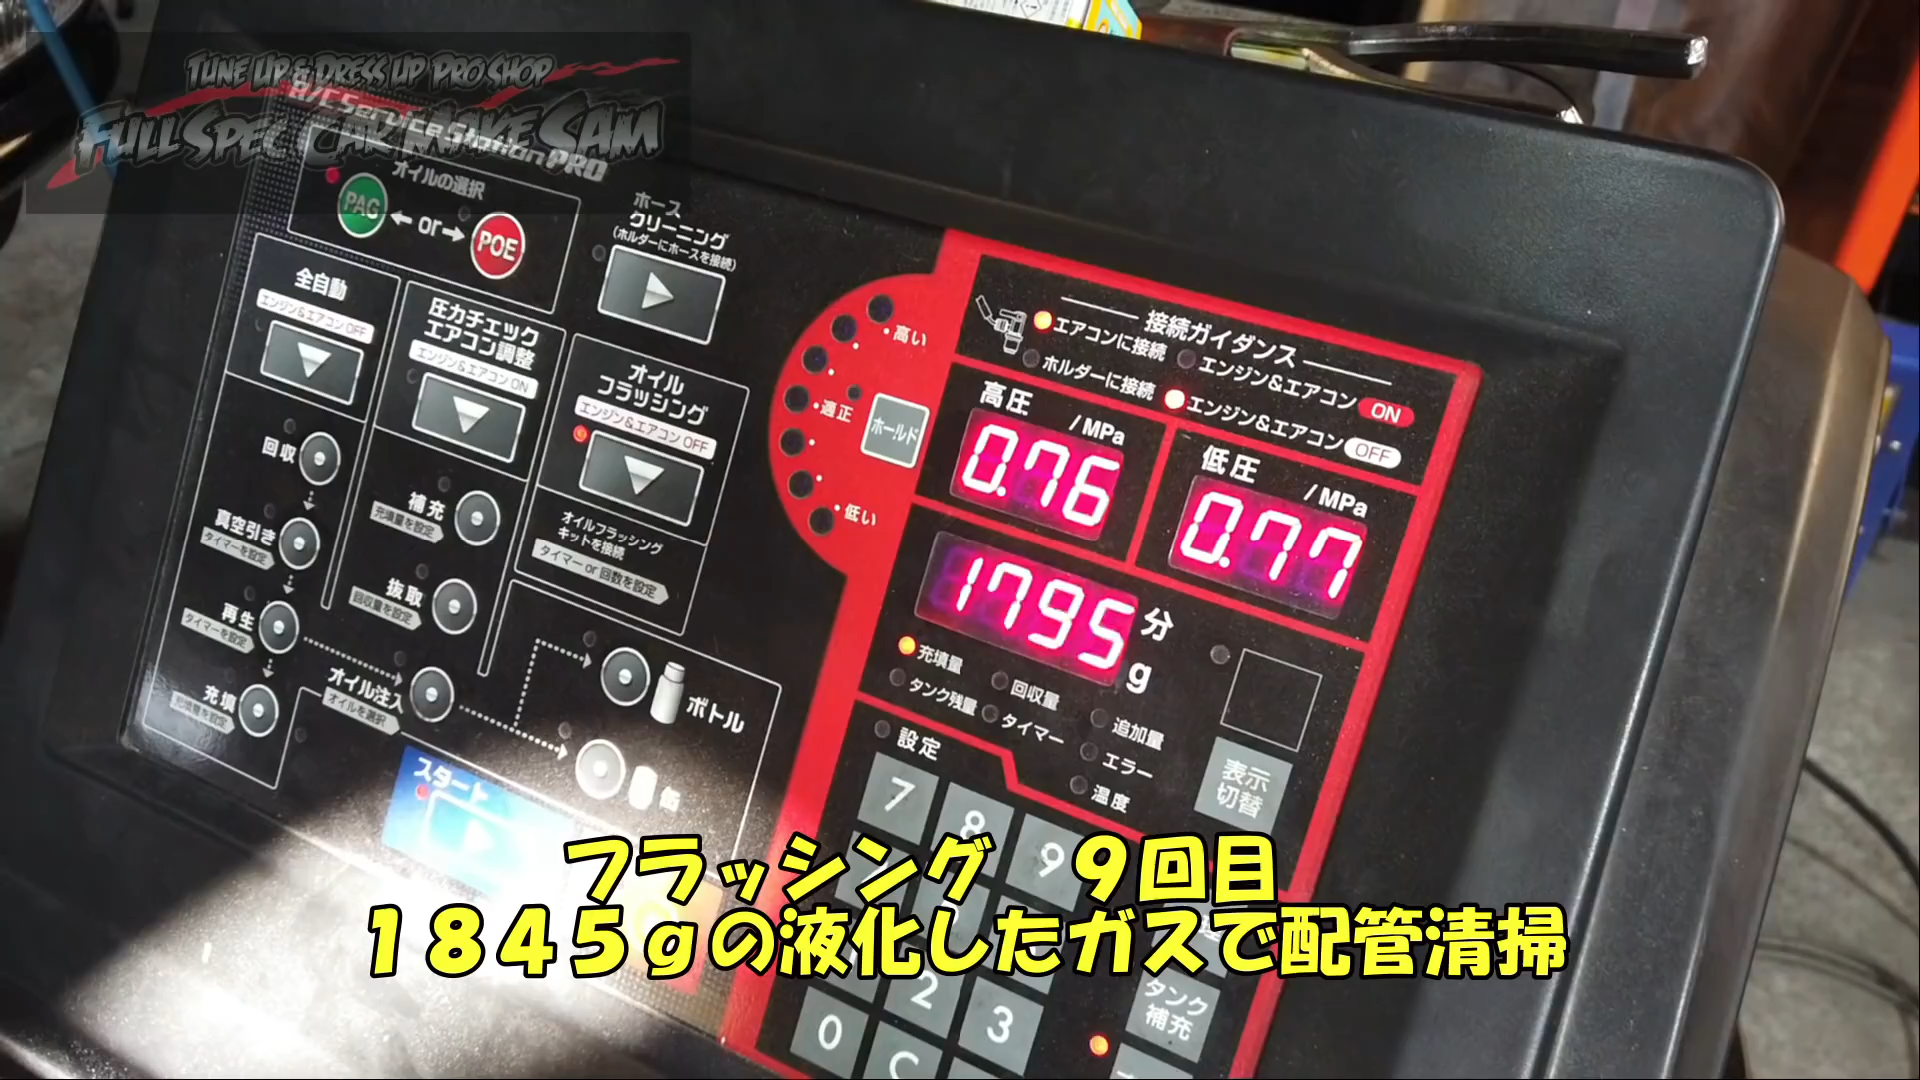 TUNE UP & DRESS UP PRO SHOP
FULL SPEC CAR MAKE SAM
A/C Service Station PRO
オイルの選択
PAG
or
POE
ホース
クリーニング
(ホルダーにホースを接続)
全自動
エンジン&エアコン OFF
圧力チェック
エアコン調整
エンジン&エアコン ON
オイル
フラッシング
エンジン&エアコン OFF
オイルフラッシング
キットを接続
タイマー or 回数を設定
回収
真空引き
タイマーを設定
再生
タイマーを設定
充填
充填量を設定
補充
充填量を設定
抜取
回収量を設定
オイル注入
オイルを選択
ボトル
缶
スタート
高い
適正
低い
ホールド
接続ガイダンス
エアコンに接続
ホルダーに接続
エンジン&エアコン ON
エンジン&エアコン OFF
高圧 /MPa
0.76
低圧 /MPa
0.77
1795
分
g
充填量
回収量
追加量
タンク残量
タイマー
エラー
温度
表示
切替
設定
7
8
9
2
3
0
C
タンク
補充
フラッシング 9回目
1845gの液化したガスで配管清掃